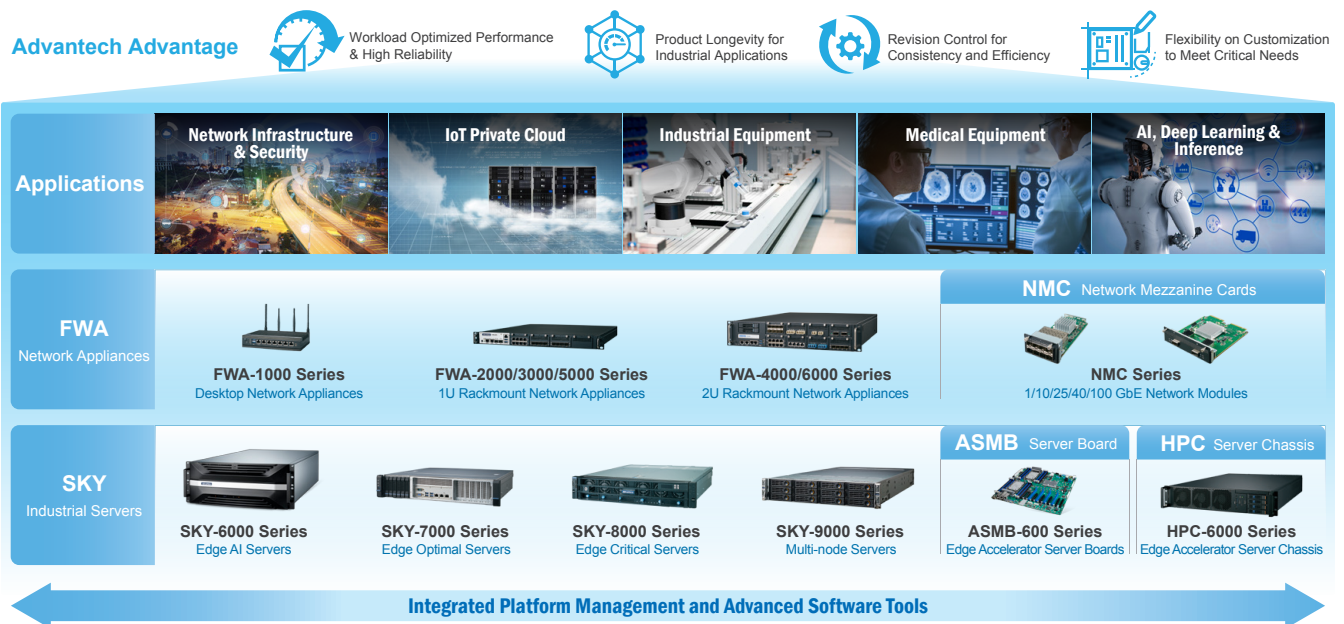 Advantech Advantage
Workload Optimized Performance
& High Reliability
Product Longevity for
Industrial Applications
Revision Control for
Consistency and Efficiency
Flexibility on Customization
to Meet Critical Needs
Applications
Network Infrastructure
& Security
IoT Private Cloud
Industrial Equipment
Medical Equipment
AI, Deep Learning &
Inference
FWA
Network Appliances
FWA-1000 Series
Desktop Network Appliances
FWA-2000/3000/5000 Series
1U Rackmount Network Appliances
FWA-4000/6000 Series
2U Rackmount Network Appliances
NMC Network Mezzanine Cards
NMC Series
1/10/25/40/100 GbE Network Modules
SKY
Industrial Servers
SKY-6000 Series
Edge AI Servers
SKY-7000 Series
Edge Optimal Servers
SKY-8000 Series
Edge Critical Servers
SKY-9000 Series
Multi-node Servers
ASMB Server Board
ASMB-600 Series
Edge Accelerator Server Boards
HPC Server Chassis
HPC-6000 Series
Edge Accelerator Server Chassis
Integrated Platform Management and Advanced Software Tools